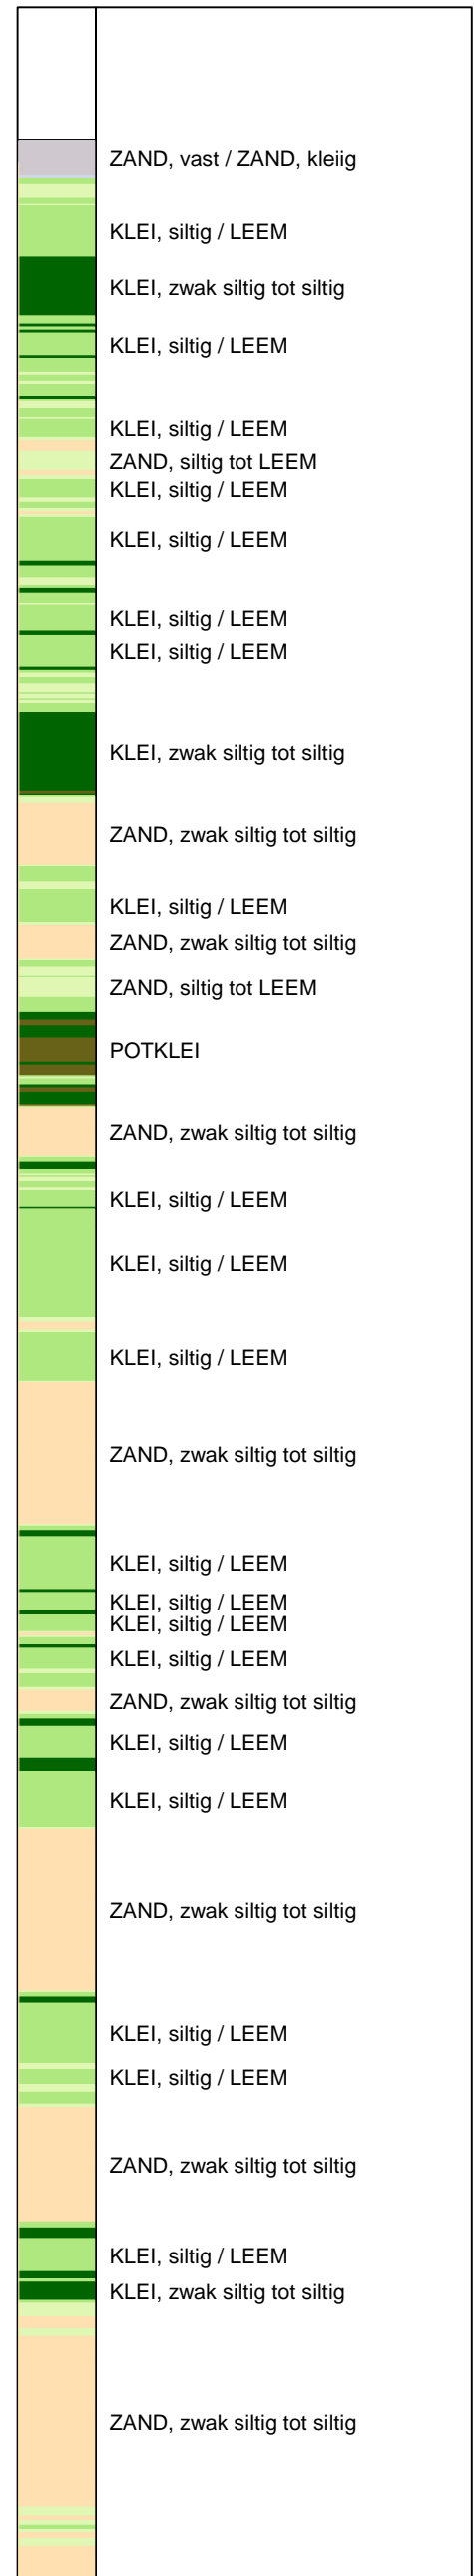 ZAND, vast / ZAND, kleiig
KLEI, siltig / LEEM
KLEI, zwak siltig tot siltig
KLEI, siltig / LEEM
KLEI, siltig / LEEM
ZAND, siltig tot LEEM
KLEI, siltig / LEEM
KLEI, siltig / LEEM
KLEI, siltig / LEEM
KLEI, siltig / LEEM
KLEI, zwak siltig tot siltig
ZAND, zwak siltig tot siltig
KLEI, siltig / LEEM
ZAND, zwak siltig tot siltig
ZAND, siltig tot LEEM
POTKLEI
ZAND, zwak siltig tot siltig
KLEI, siltig / LEEM
KLEI, siltig / LEEM
KLEI, siltig / LEEM
ZAND, zwak siltig tot siltig
KLEI, siltig / LEEM
KLEI, siltig / LEEM
KLEI, siltig / LEEM
KLEI, siltig / LEEM
ZAND, zwak siltig tot siltig
KLEI, siltig / LEEM
KLEI, siltig / LEEM
ZAND, zwak siltig tot siltig
KLEI, siltig / LEEM
KLEI, siltig / LEEM
ZAND, zwak siltig tot siltig
KLEI, siltig / LEEM
KLEI, zwak siltig tot siltig
ZAND, zwak siltig tot siltig